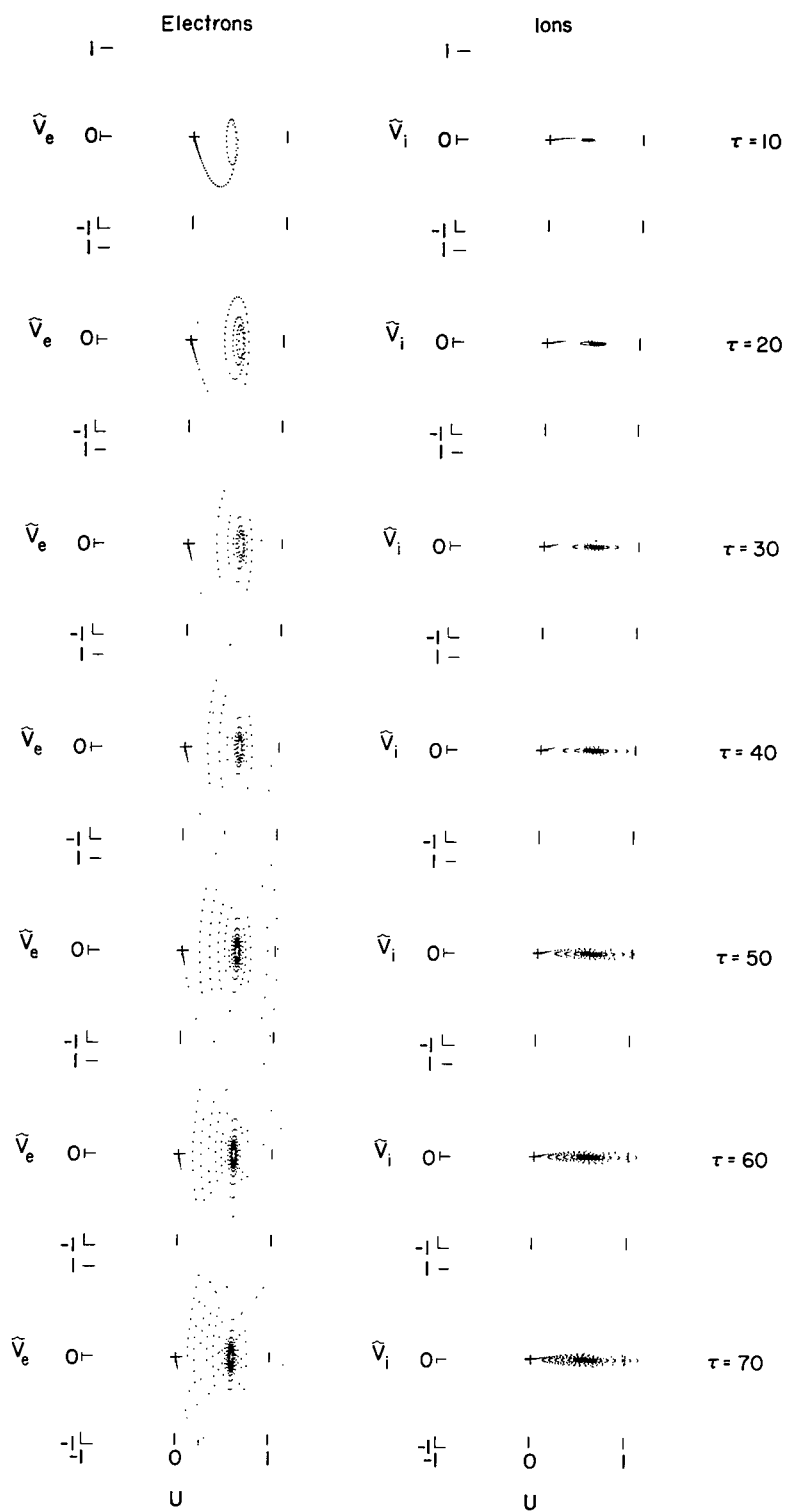 Electrons Ions
1 1
V̂e 0 V̂i 0 τ = 10
-1 -1
1 1
V̂e 0 V̂i 0 τ = 20
-1 -1
1 1
V̂e 0 V̂i 0 τ = 30
-1 -1
1 1
V̂e 0 V̂i 0 τ = 40
-1 -1
1 1
V̂e 0 V̂i 0 τ = 50
-1 -1
1 1
V̂e 0 V̂i 0 τ = 60
-1 -1
1 1
V̂e 0 V̂i 0 τ = 70
-1 -1
-1 0 1 -1 0 1
U U